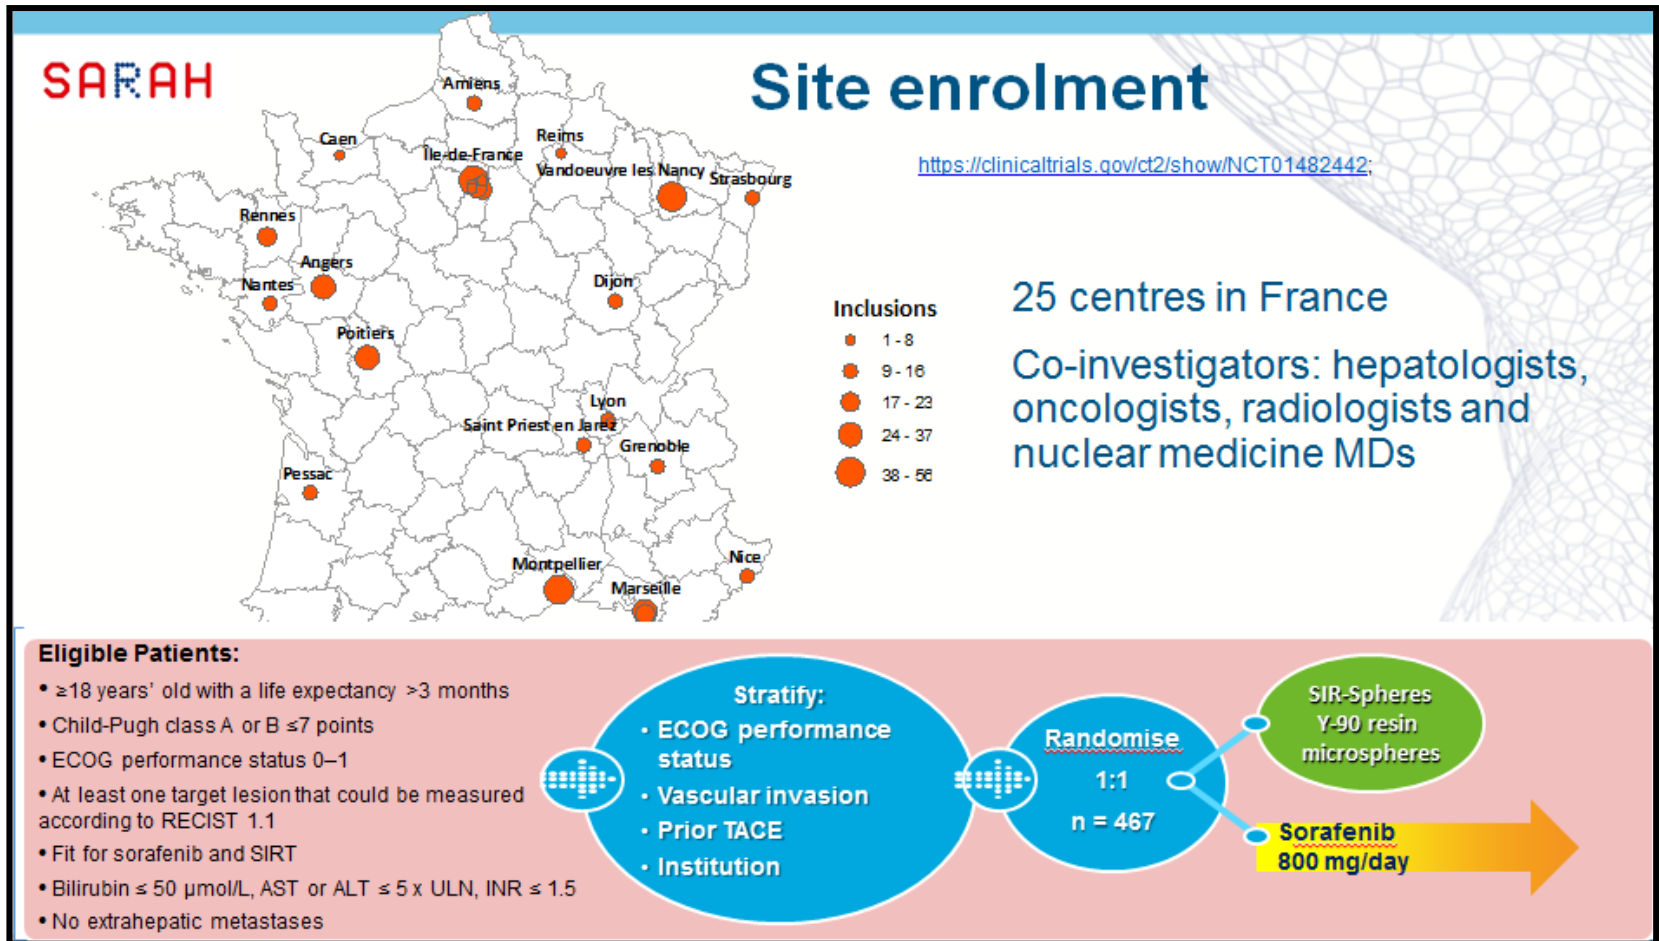 SARAH
Site enrolment
https://clinicaltrials.gov/ct2/show/NCT01482442;
Amiens
Caen
Reims
Île-de-France
Vandoeuvre les Nancy
Strasbourg
Rennes
Angers
Nantes
Dijon
Poitiers
Lyon
Saint Priest en Jarez
Grenoble
Pessac
Montpellier
Nice
Marseille
Inclusions
1 - 8
9 - 16
17 - 23
24 - 37
38 - 56
25 centres in France
Co-investigators: hepatologists,
oncologists, radiologists and
nuclear medicine MDs
Eligible Patients:
• ≥18 years’ old with a life expectancy >3 months
• Child-Pugh class A or B ≤7 points
• ECOG performance status 0–1
• At least one target lesion that could be measured
according to RECIST 1.1
• Fit for sorafenib and SIRT
• Bilirubin ≤ 50 µmol/L, AST or ALT ≤ 5 x ULN, INR ≤ 1.5
• No extrahepatic metastases
Stratify:
• ECOG performance
status
• Vascular invasion
• Prior TACE
• Institution
Randomise
1:1
n = 467
SIR-Spheres
Y-90 resin
microspheres
Sorafenib
800 mg/day